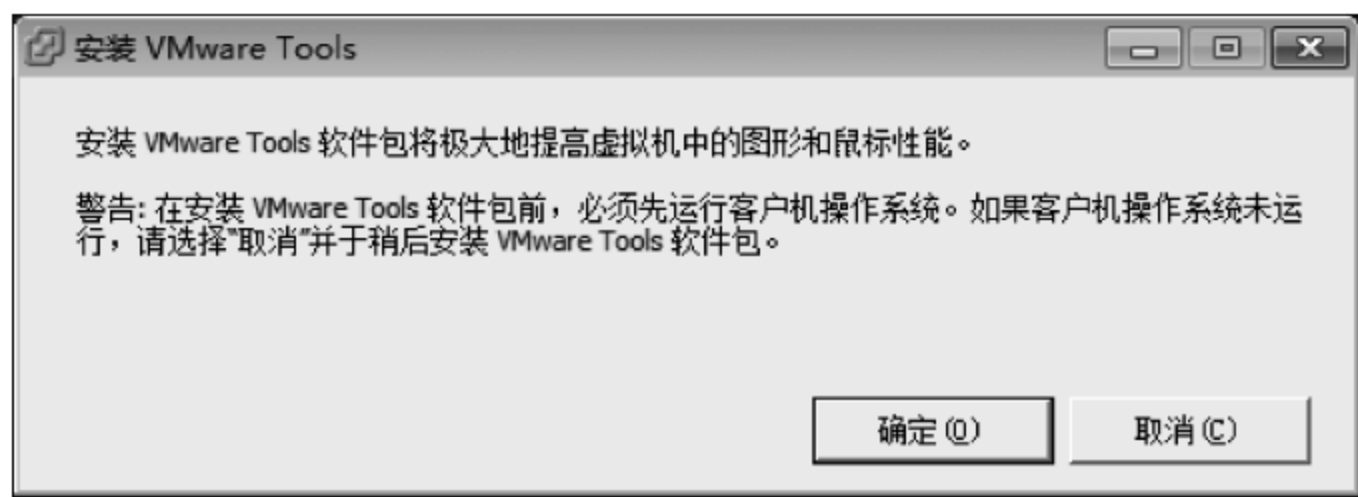 安装 VMware Tools
安装 VMware Tools 软件包将极大地提高虚拟机中的图形和鼠标性能。
警告: 在安装 VMware Tools 软件包前，必须先运行客户机操作系统。如果客户机操作系统未运
行，请选择“取消”并于稍后安装 VMware Tools 软件包。
确定(O) 取消(C)